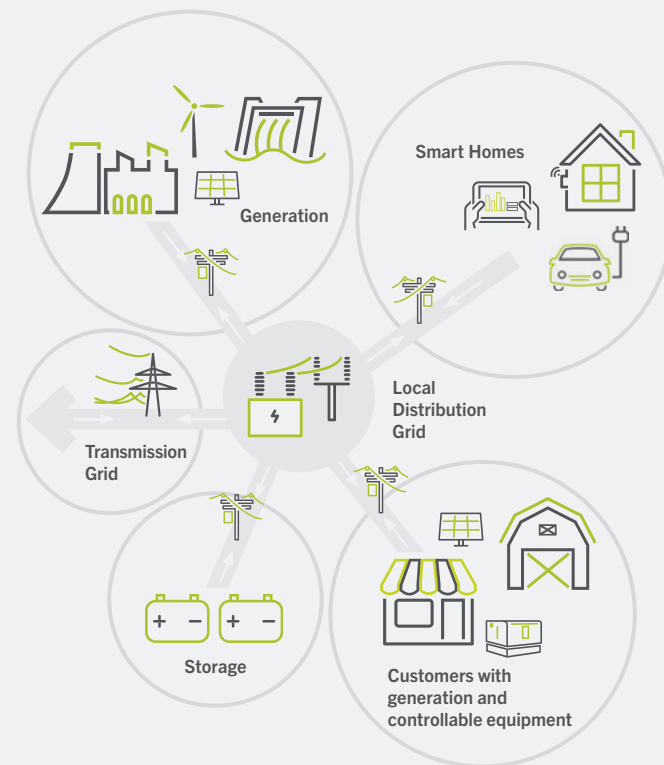 Generation
Smart Homes
Local
Distribution
Grid
Transmission
Grid
Storage
Customers with
generation and
controllable equipment